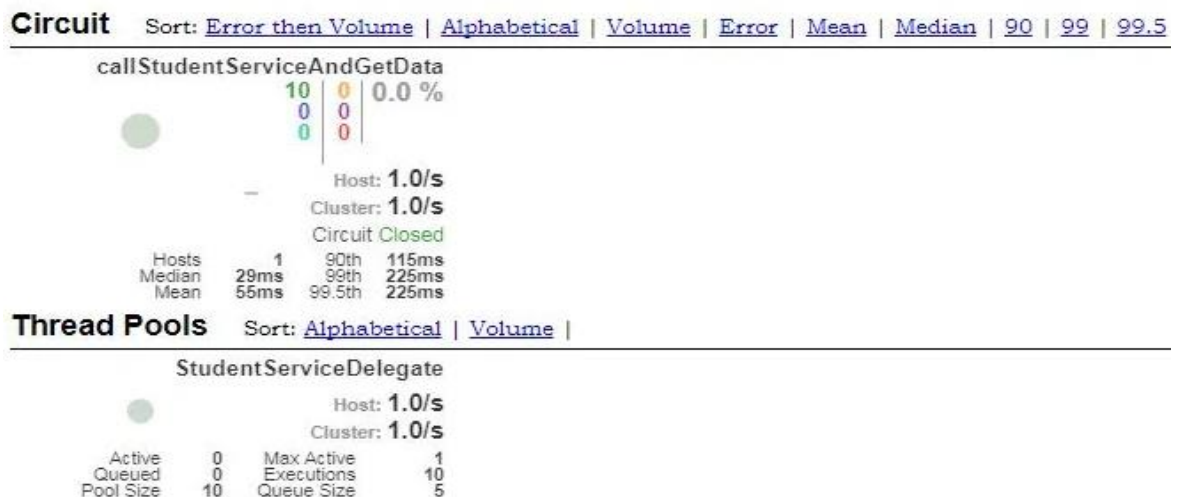 Circuit Sort: Error then Volume | Alphabetical | Volume | Error | Mean | Median | 90 | 99 | 99.5
callStudentServiceAndGetData
10 0 0.0 %
0 0
0 0
Host: 1.0/s
Cluster: 1.0/s
Circuit Closed
Hosts 1 90th 115ms
Median 29ms 99th 225ms
Mean 55ms 99.5th 225ms
Thread Pools Sort: Alphabetical | Volume |
StudentServiceDelegate
Host: 1.0/s
Cluster: 1.0/s
Active 0 Max Active 1
Queued 0 Executions 10
Pool Size 10 Queue Size 5